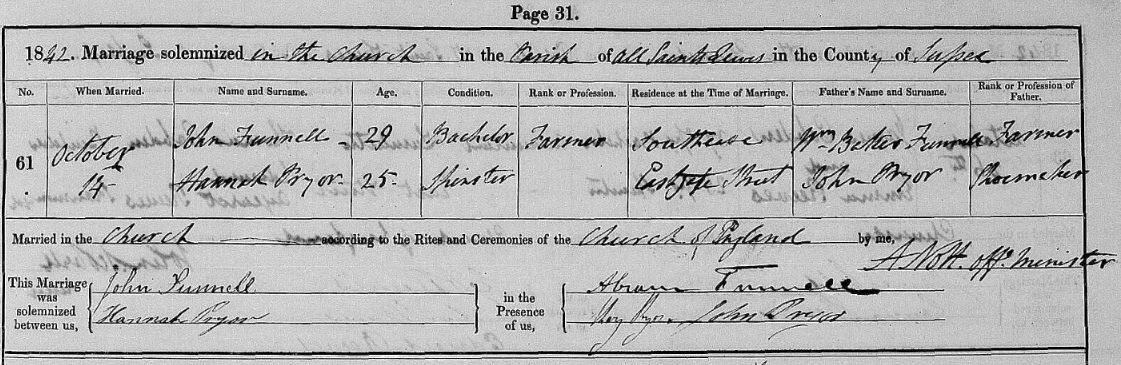 Page 31.
1842. Marriage solemnized in the Church in the Parish of All Saints Lewes in the County of Sussex
No. When Married. Name and Surname. Age. Condition. Rank or Profession. Residence at the Time of Marriage. Father's Name and Surname. Rank or Profession of Father.
61 October 14 John Funnell 29 Bachelor Farmer Southease Wm Bates Funnell Farmer
Hannah Pryor 25 Spinster Eastgate Street John Pryor Shoemaker
Married in the Church according to the Rites and Ceremonies of the Church of England by me,
A Nott. offg. Minister
This Marriage was solemnized between us,
John Funnell
Hannah Pryor
in the Presence of us,
Abram Funnell
Pryor John Pryor